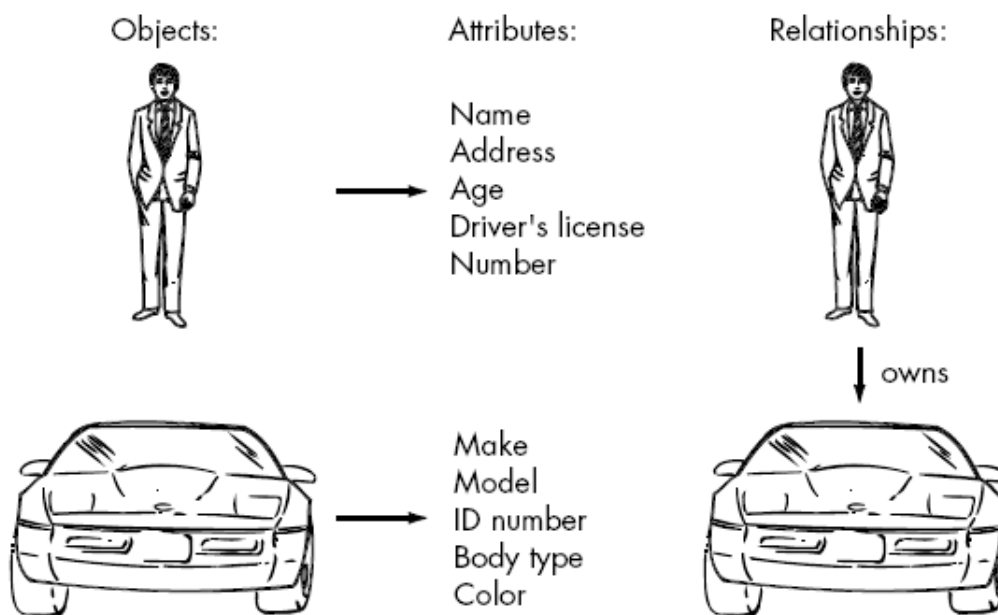 Objects:
Attributes:
Relationships:
Name
Address
Age
Driver's license
Number
owns
Make
Model
ID number
Body type
Color